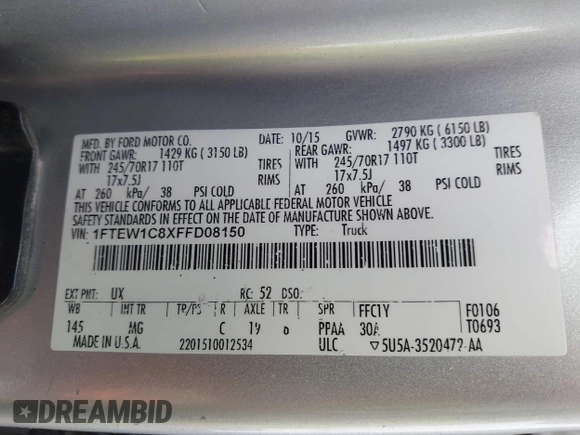 MFD. BY FORD MOTOR CO.
DATE: 10/15 GVWR: 2790 KG ( 6150 LB)
FRONT GAWR: 1429 KG ( 3150 LB) REAR GAWR: 1497 KG ( 3300 LB)
WITH 245/70R17 110T TIRES WITH 245/70R17 110T TIRES
17x7.5J RIMS 17x7.5J RIMS
AT 260 kPa/ 38 PSI COLD AT 260 kPa/ 38 PSI COLD
THIS VEHICLE CONFORMS TO ALL APPLICABLE FEDERAL MOTOR VEHICLE
SAFETY STANDARDS IN EFFECT ON THE DATE OF MANUFACTURE SHOWN ABOVE.
VIN: 1FTEW1C8XFFD08150 TYPE: Truck
EXT PNT: UX RC: 52 DSO:
WB INT TR TP/PS R AXLE TR SPR FFC1Y F0106
145 MG C 19 6 PFAA 30A T0693
MADE IN U.S.A. 2201510012534 ULC 5U5A-3520472-AA
DREAMBID